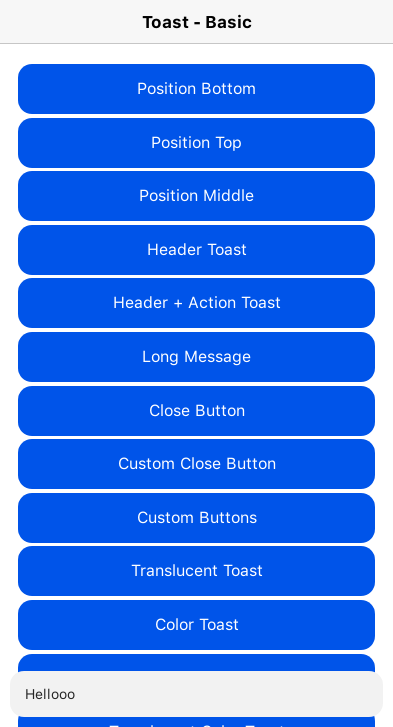 Toast - Basic
Position Bottom
Position Top
Position Middle
Header Toast
Header + Action Toast
Long Message
Close Button
Custom Close Button
Custom Buttons
Translucent Toast
Color Toast
Hellooo